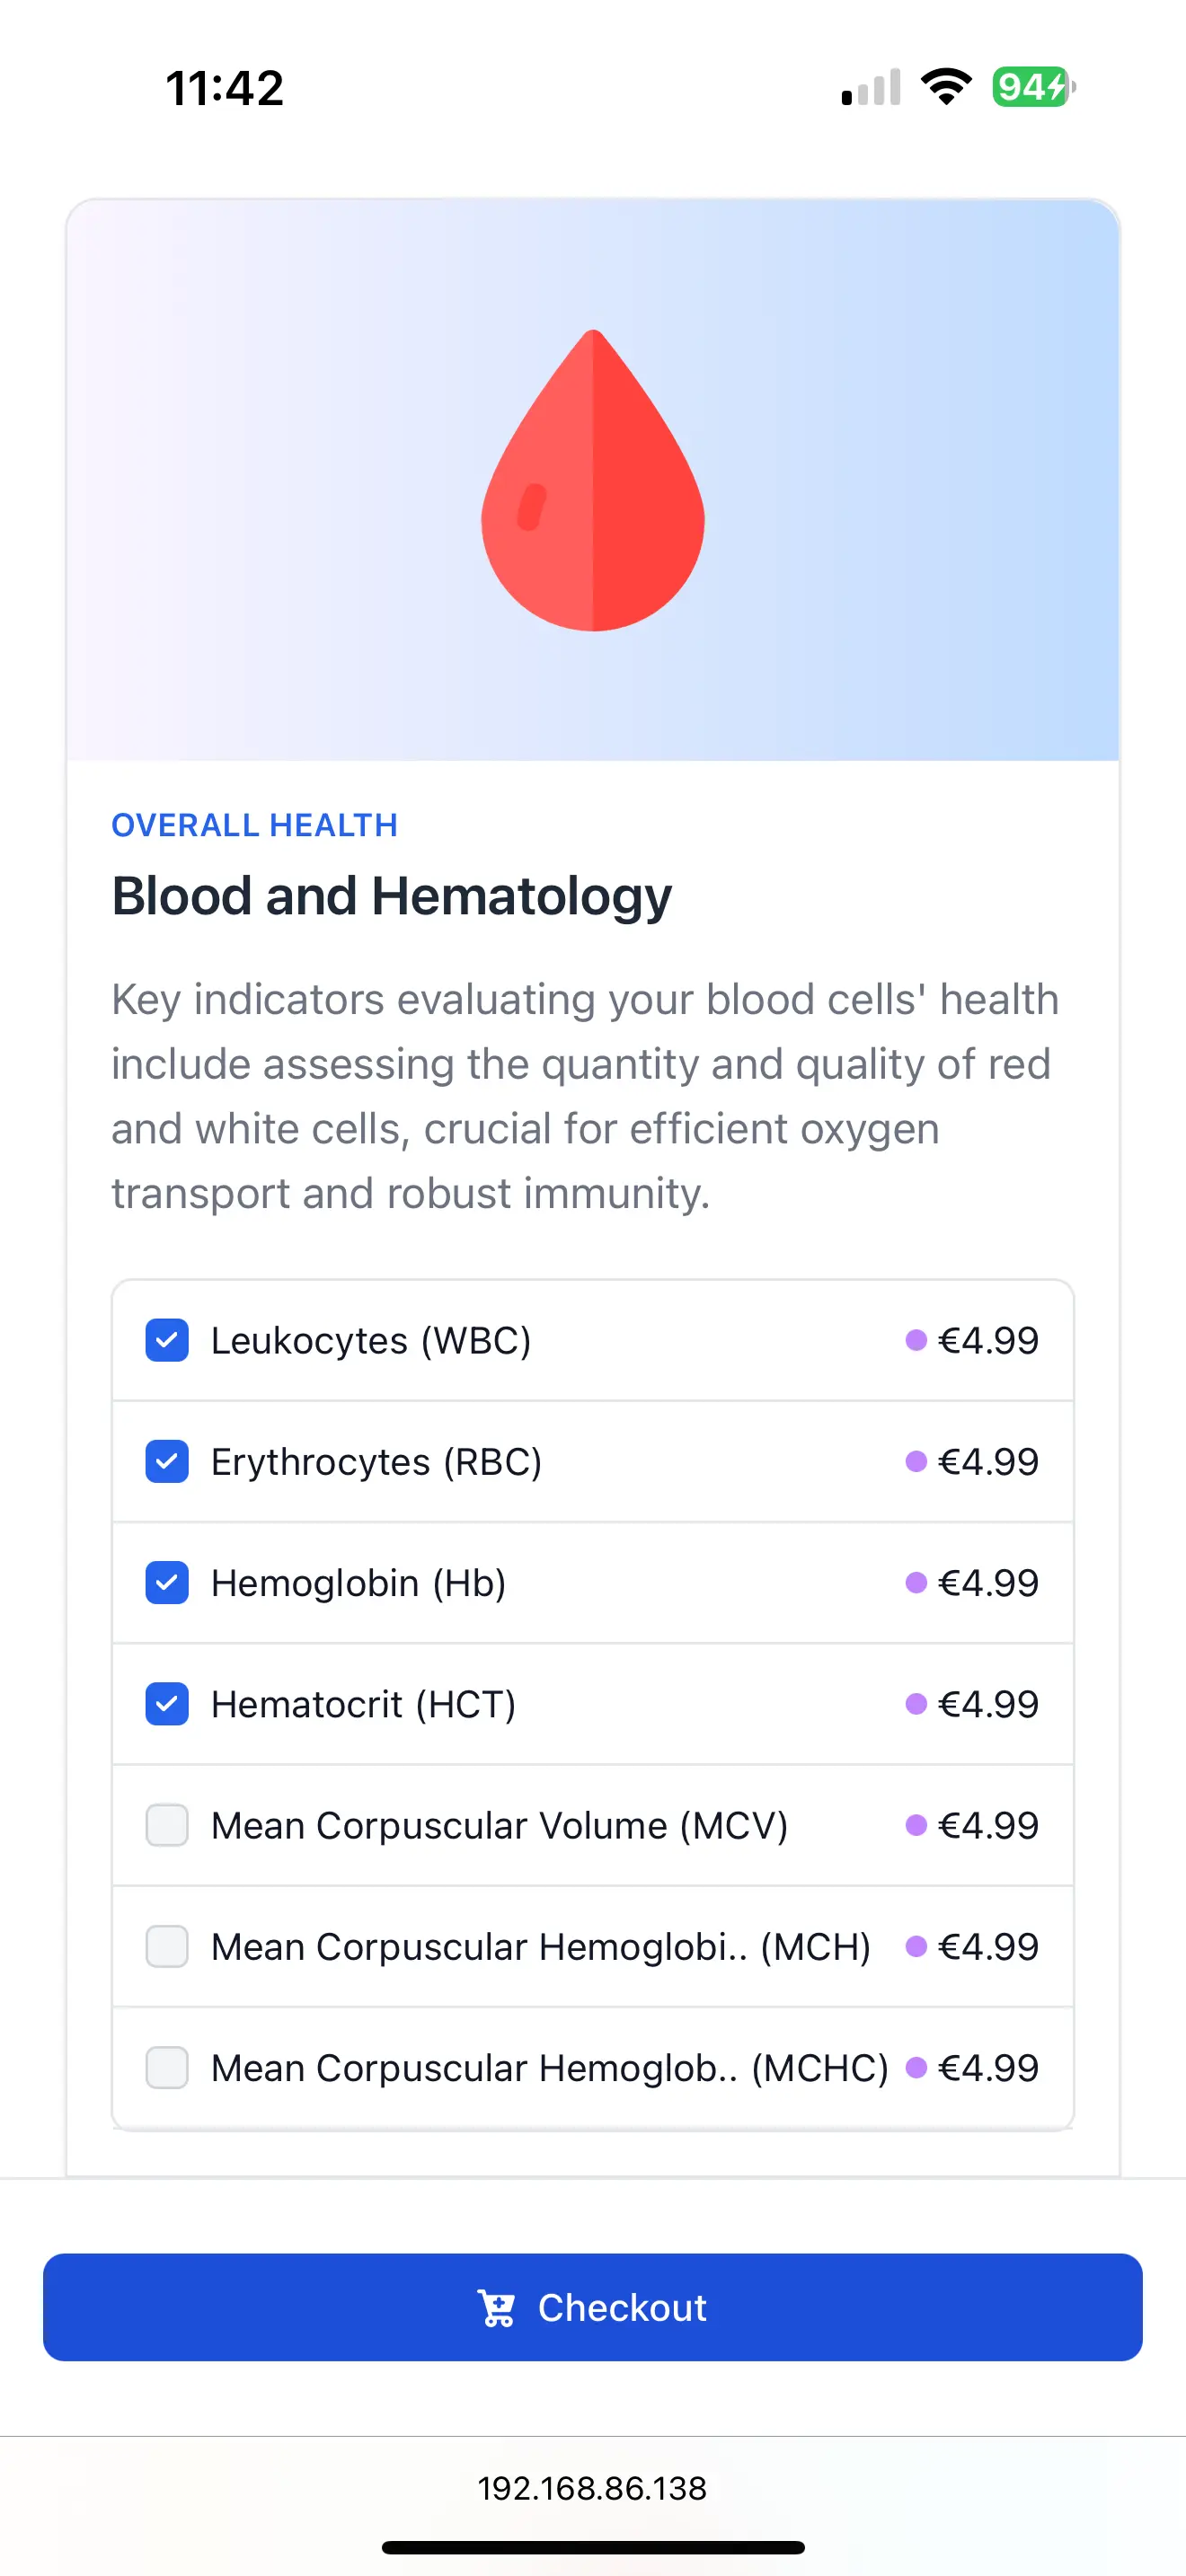 11:42
94
OVERALL HEALTH
Blood and Hematology
Key indicators evaluating your blood cells' health
include assessing the quantity and quality of red
and white cells, crucial for efficient oxygen
transport and robust immunity.
Leukocytes (WBC) €4.99
Erythrocytes (RBC) €4.99
Hemoglobin (Hb) €4.99
Hematocrit (HCT) €4.99
Mean Corpuscular Volume (MCV) €4.99
Mean Corpuscular Hemoglobi.. (MCH) €4.99
Mean Corpuscular Hemoglob.. (MCHC) €4.99
Checkout
192.168.86.138